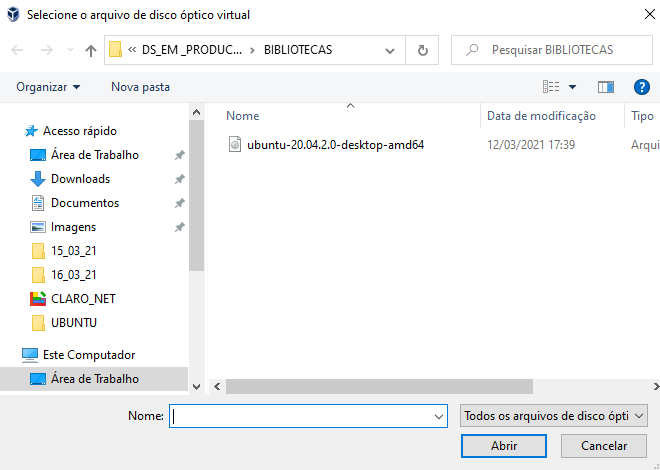 Selecione o arquivo de disco óptico virtual
« DS_EM _PRODUC... > BIBLIOTECAS
Pesquisar BIBLIOTECAS
Organizar
Nova pasta
?
Nome
Data de modificação
Tipo
Acesso rápido
ubuntu-20.04.2.0-desktop-amd64
12/03/2021 17:39
Arqui
Área de Trabalho
Downloads
Documentos
Imagens
15_03_21
16_03_21
CLARO_NET
UBUNTU
Este Computador
Área de Trabalho
Nome:
Todos os arquivos de disco ópti
Abrir
Cancelar